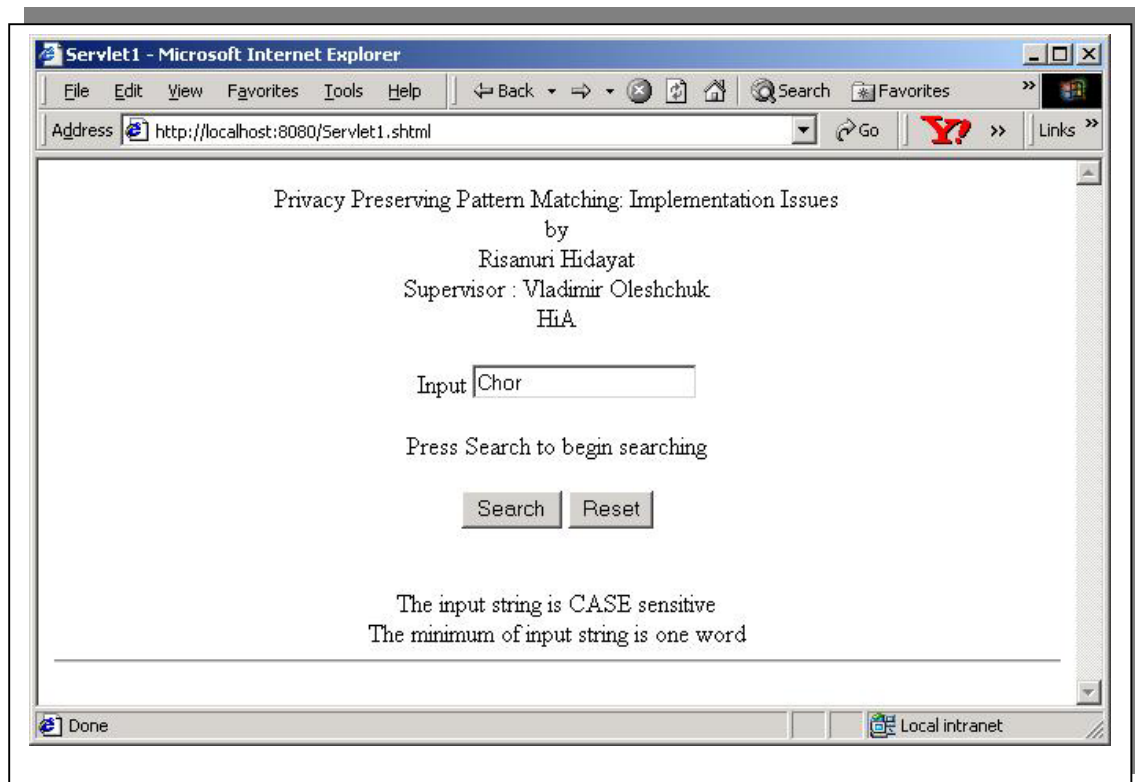 Servlet1 - Microsoft Internet Explorer
File Edit View Favorites Tools Help Back Search Favorites »
Address http://localhost:8080/Servlet1.shtml Go Y! » Links »
Privacy Preserving Pattern Matching: Implementation Issues
by
Risanuri Hidayat
Supervisor : Vladimir Oleshchuk
HiA
Input Chor
Press Search to begin searching
Search Reset
The input string is CASE sensitive
The minimum of input string is one word
Done Local intranet